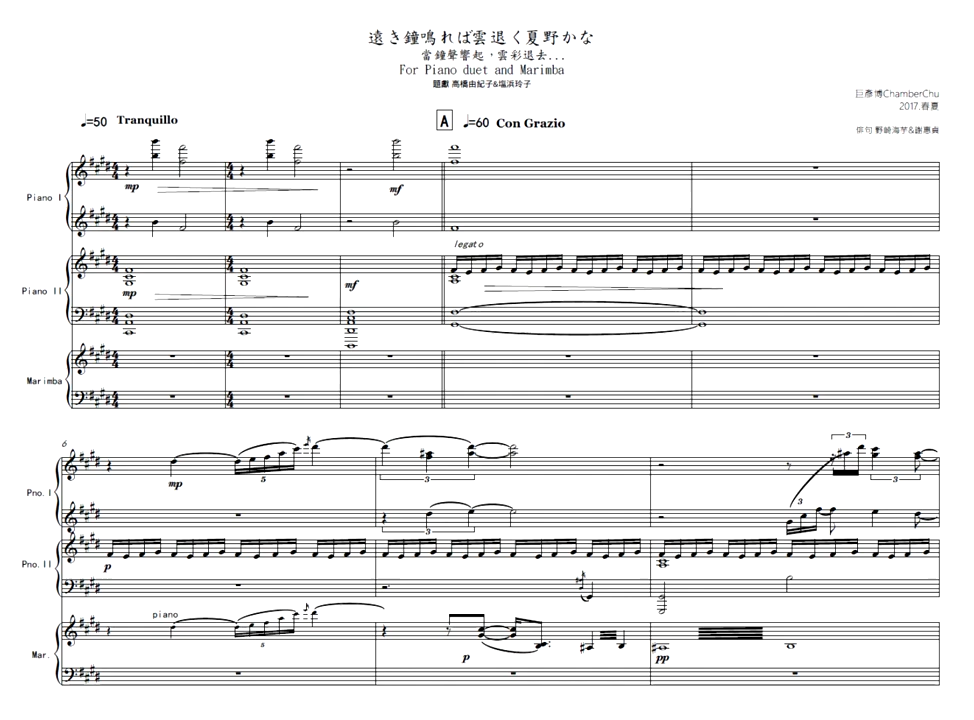 遠き鐘鳴れば雲退く夏野かな
當鐘聲響起，雲彩退去...
For Piano duet and Marimba
題獻 高橋由紀子&塩浜玲子
巨彥博ChamberChu
2017.春夏
俳句 野崎海芋&謝惠貞
♩=50 Tranquillo
A ♩=60 Con Grazio
Piano I
mp
mf
legato
Piano II
mp
mf
Marimba
6
3
Pno.I
mp
5
3
3
3
3
Pno.II
p
piano
Mar.
5
p
pp